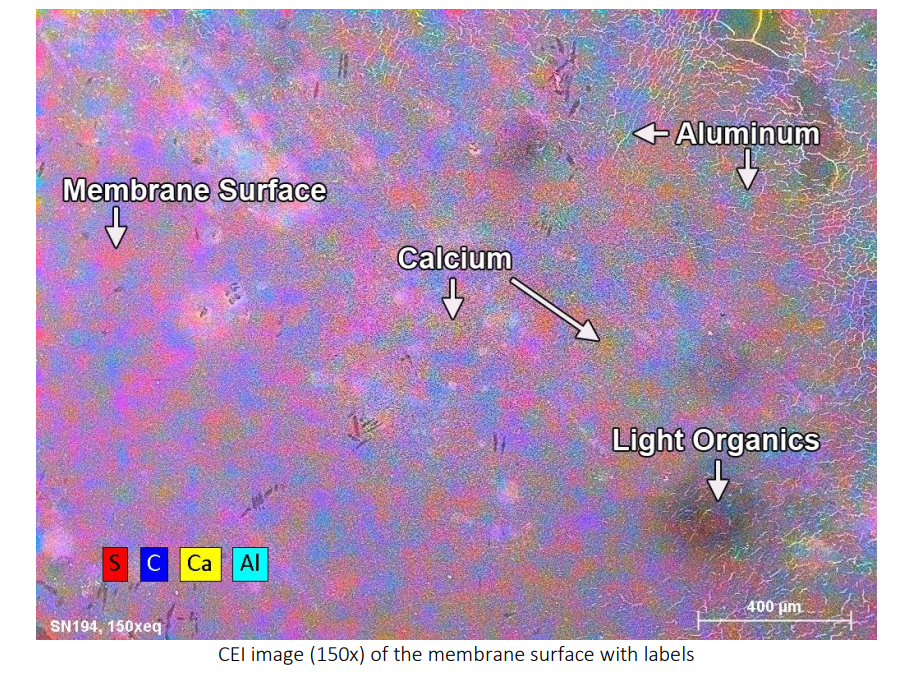 Aluminum
Membrane Surface
Calcium
Light Organics
S C Ca Al
400 µm
SN194, 150xeq
CEI image (150x) of the membrane surface with labels